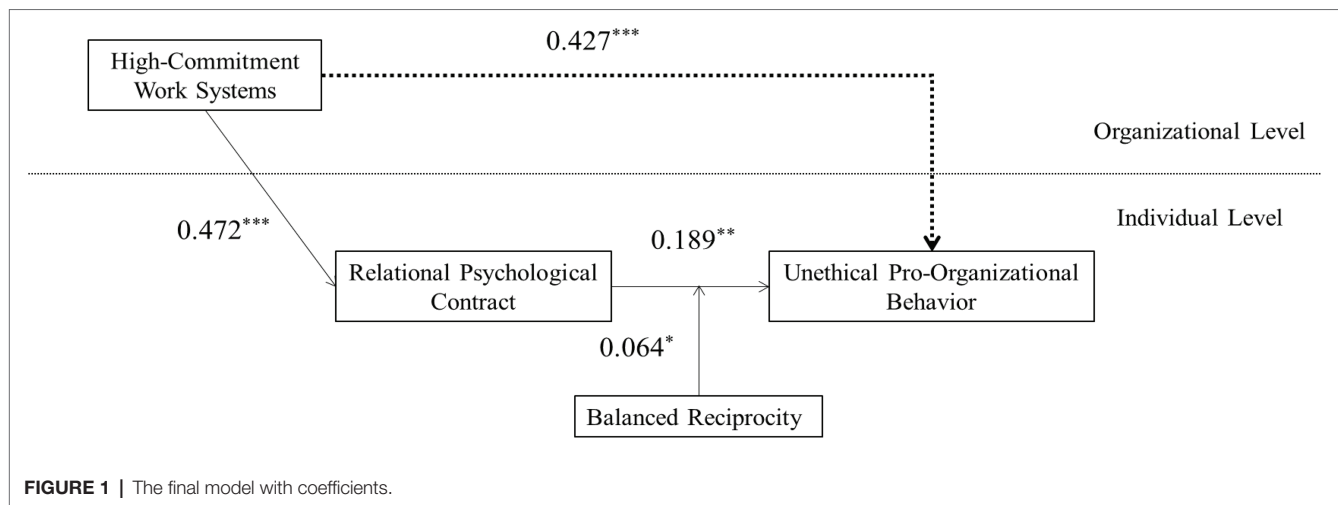 0.427***
High-Commitment
Work Systems
Organizational Level
Individual Level
0.472***
0.189**
Relational Psychological
Contract
Unethical Pro-Organizational
Behavior
0.064*
Balanced Reciprocity
FIGURE 1 | The final model with coefficients.